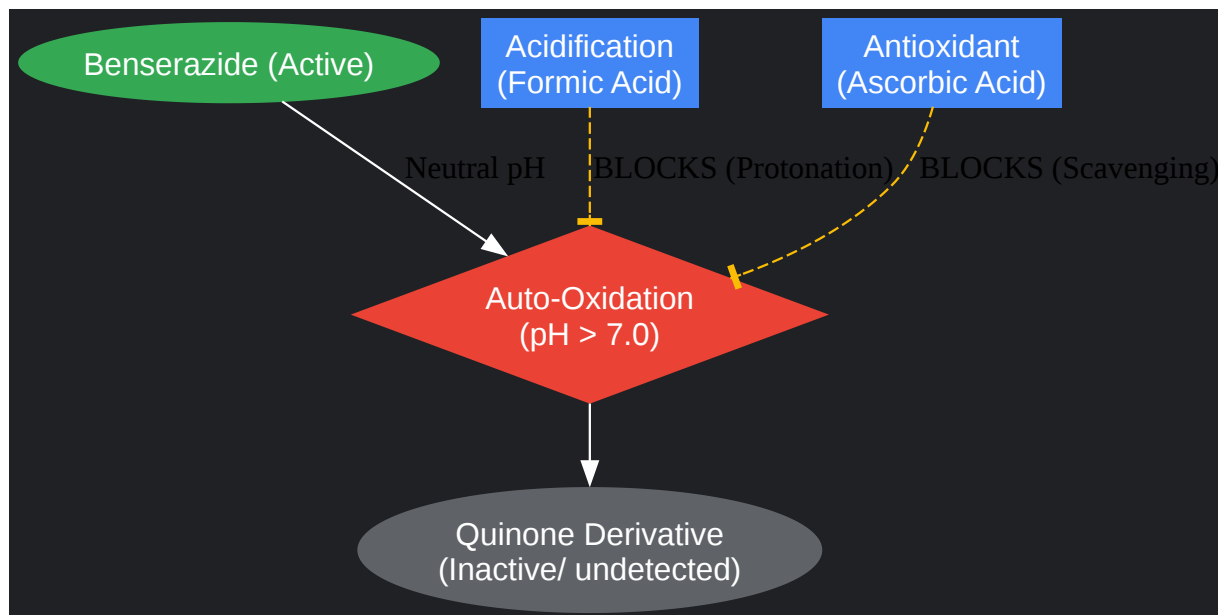 Benserazide (Active)
Acidification
(Formic Acid)
Antioxidant
(Ascorbic Acid)
Neutral pH
BLOCKS (Protonation)
BLOCKS (Scavenging)
Auto-Oxidation
(pH > 7.0)
Quinone Derivative
(Inactive/ undetected)